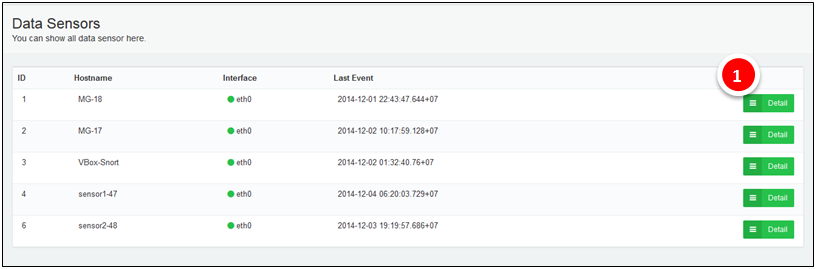 Data Sensors
You can show all data sensor here.
ID Hostname Interface Last Event
1
1 MG-18 eth0 2014-12-01 22:43:47.644+07 Detail
2 MG-17 eth0 2014-12-02 10:17:59.128+07 Detail
3 VBox-Snort eth0 2014-12-02 01:32:40.76+07 Detail
4 sensor1-47 eth0 2014-12-04 06:20:03.729+07 Detail
6 sensor2-48 eth0 2014-12-03 19:19:57.686+07 Detail